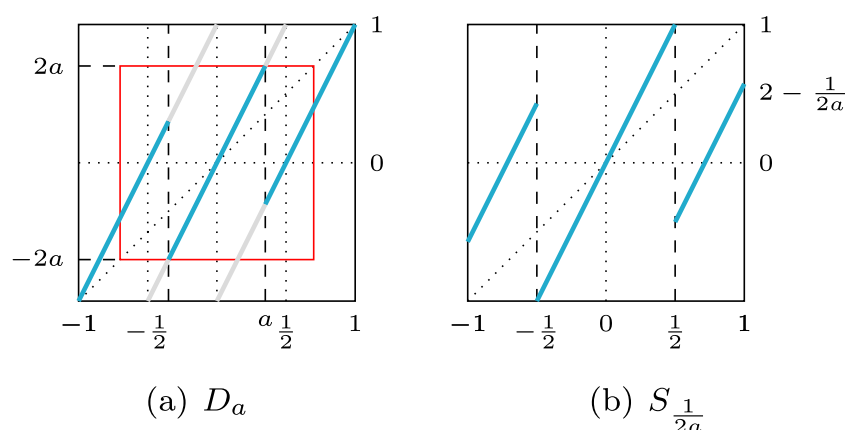 2a
−2a
1
0
−1 −1/2 a 1/2 1
(a) D_a
1
2 − 1/2a
0
−1 −1/2 0 1/2 1
(b) S_{1/2a}